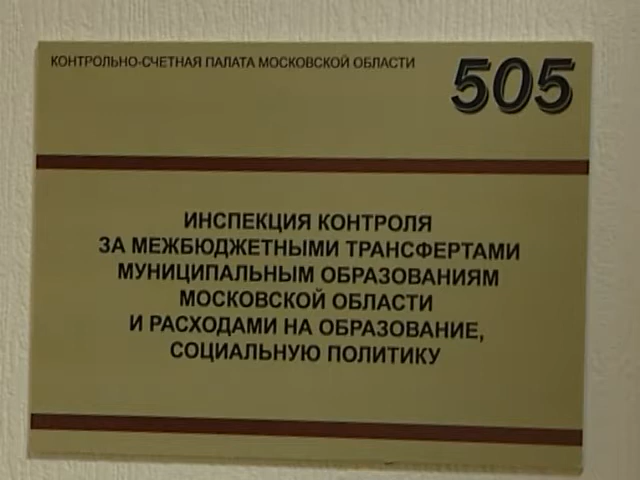 КОНТРОЛЬНО-СЧЕТНАЯ ПАЛАТА МОСКОВСКОЙ ОБЛАСТИ
505
ИНСПЕКЦИЯ КОНТРОЛЯ
ЗА МЕЖБЮДЖЕТНЫМИ ТРАНСФЕРТАМИ
МУНИЦИПАЛЬНЫМ ОБРАЗОВАНИЯМ
МОСКОВСКОЙ ОБЛАСТИ
И РАСХОДАМИ НА ОБРАЗОВАНИЕ,
СОЦИАЛЬНУЮ ПОЛИТИКУ